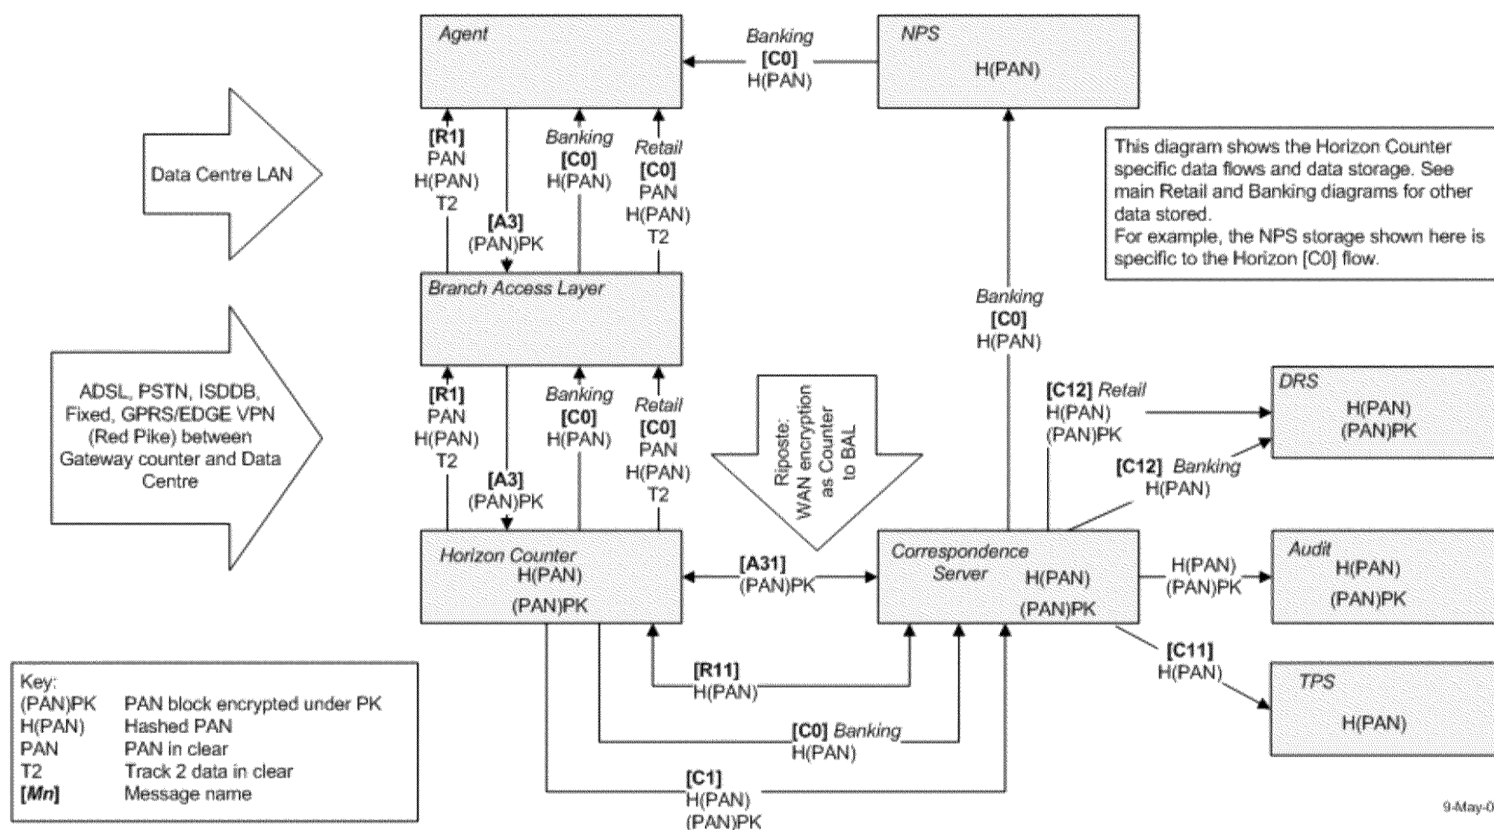 Agent
Banking
[C0]
H(PAN)
NPS
H(PAN)
Data Centre LAN
[R1]
PAN
H(PAN)
T2
[A3]
(PAN)PK
Banking
[C0]
H(PAN)
Retail
[C0]
PAN
H(PAN)
T2
This diagram shows the Horizon Counter
specific data flows and data storage. See
main Retail and Banking diagrams for other
data stored.
For example, the NPS storage shown here is
specific to the Horizon [C0] flow.
Branch Access Layer
Banking
[C0]
H(PAN)
ADSL, PSTN, ISDDB,
Fixed, GPRS/EDGE VPN
(Red Pike) between
Gateway counter and Data
Centre
[R1]
PAN
H(PAN)
T2
[A3]
(PAN)PK
Banking
[C0]
H(PAN)
Retail
[C0]
PAN
H(PAN)
T2
Riposte:
WAN encryption
as Counter
to BAL
[C12] Retail
H(PAN)
(PAN)PK
[C12] Banking
H(PAN)
DRS
H(PAN)
(PAN)PK
Horizon Counter
H(PAN)
(PAN)PK
[A31]
(PAN)PK
Correspondence
Server
H(PAN)
(PAN)PK
H(PAN)
(PAN)PK
Audit
H(PAN)
(PAN)PK
[R11]
H(PAN)
[C11]
H(PAN)
TPS
H(PAN)
[C0] Banking
H(PAN)
[C1]
H(PAN)
(PAN)PK
Key:
(PAN)PK PAN block encrypted under PK
H(PAN) Hashed PAN
PAN PAN in clear
T2 Track 2 data in clear
[Mn] Message name
9-May-0